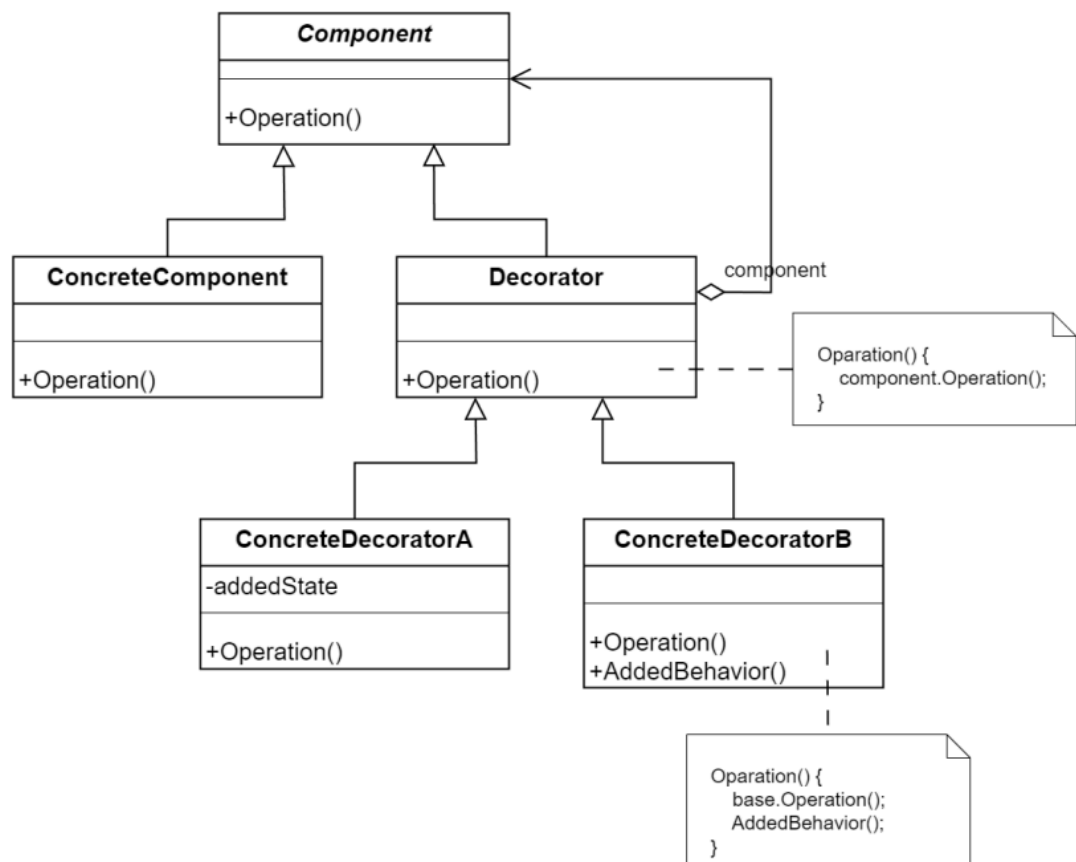 Component
+Operation()
ConcreteComponent
+Operation()
Decorator
+Operation()
component
Oparation() {
component.Operation();
}
ConcreteDecoratorA
-addedState
+Operation()
ConcreteDecoratorB
+Operation()
+AddedBehavior()
Oparation() {
base.Operation();
AddedBehavior();
}